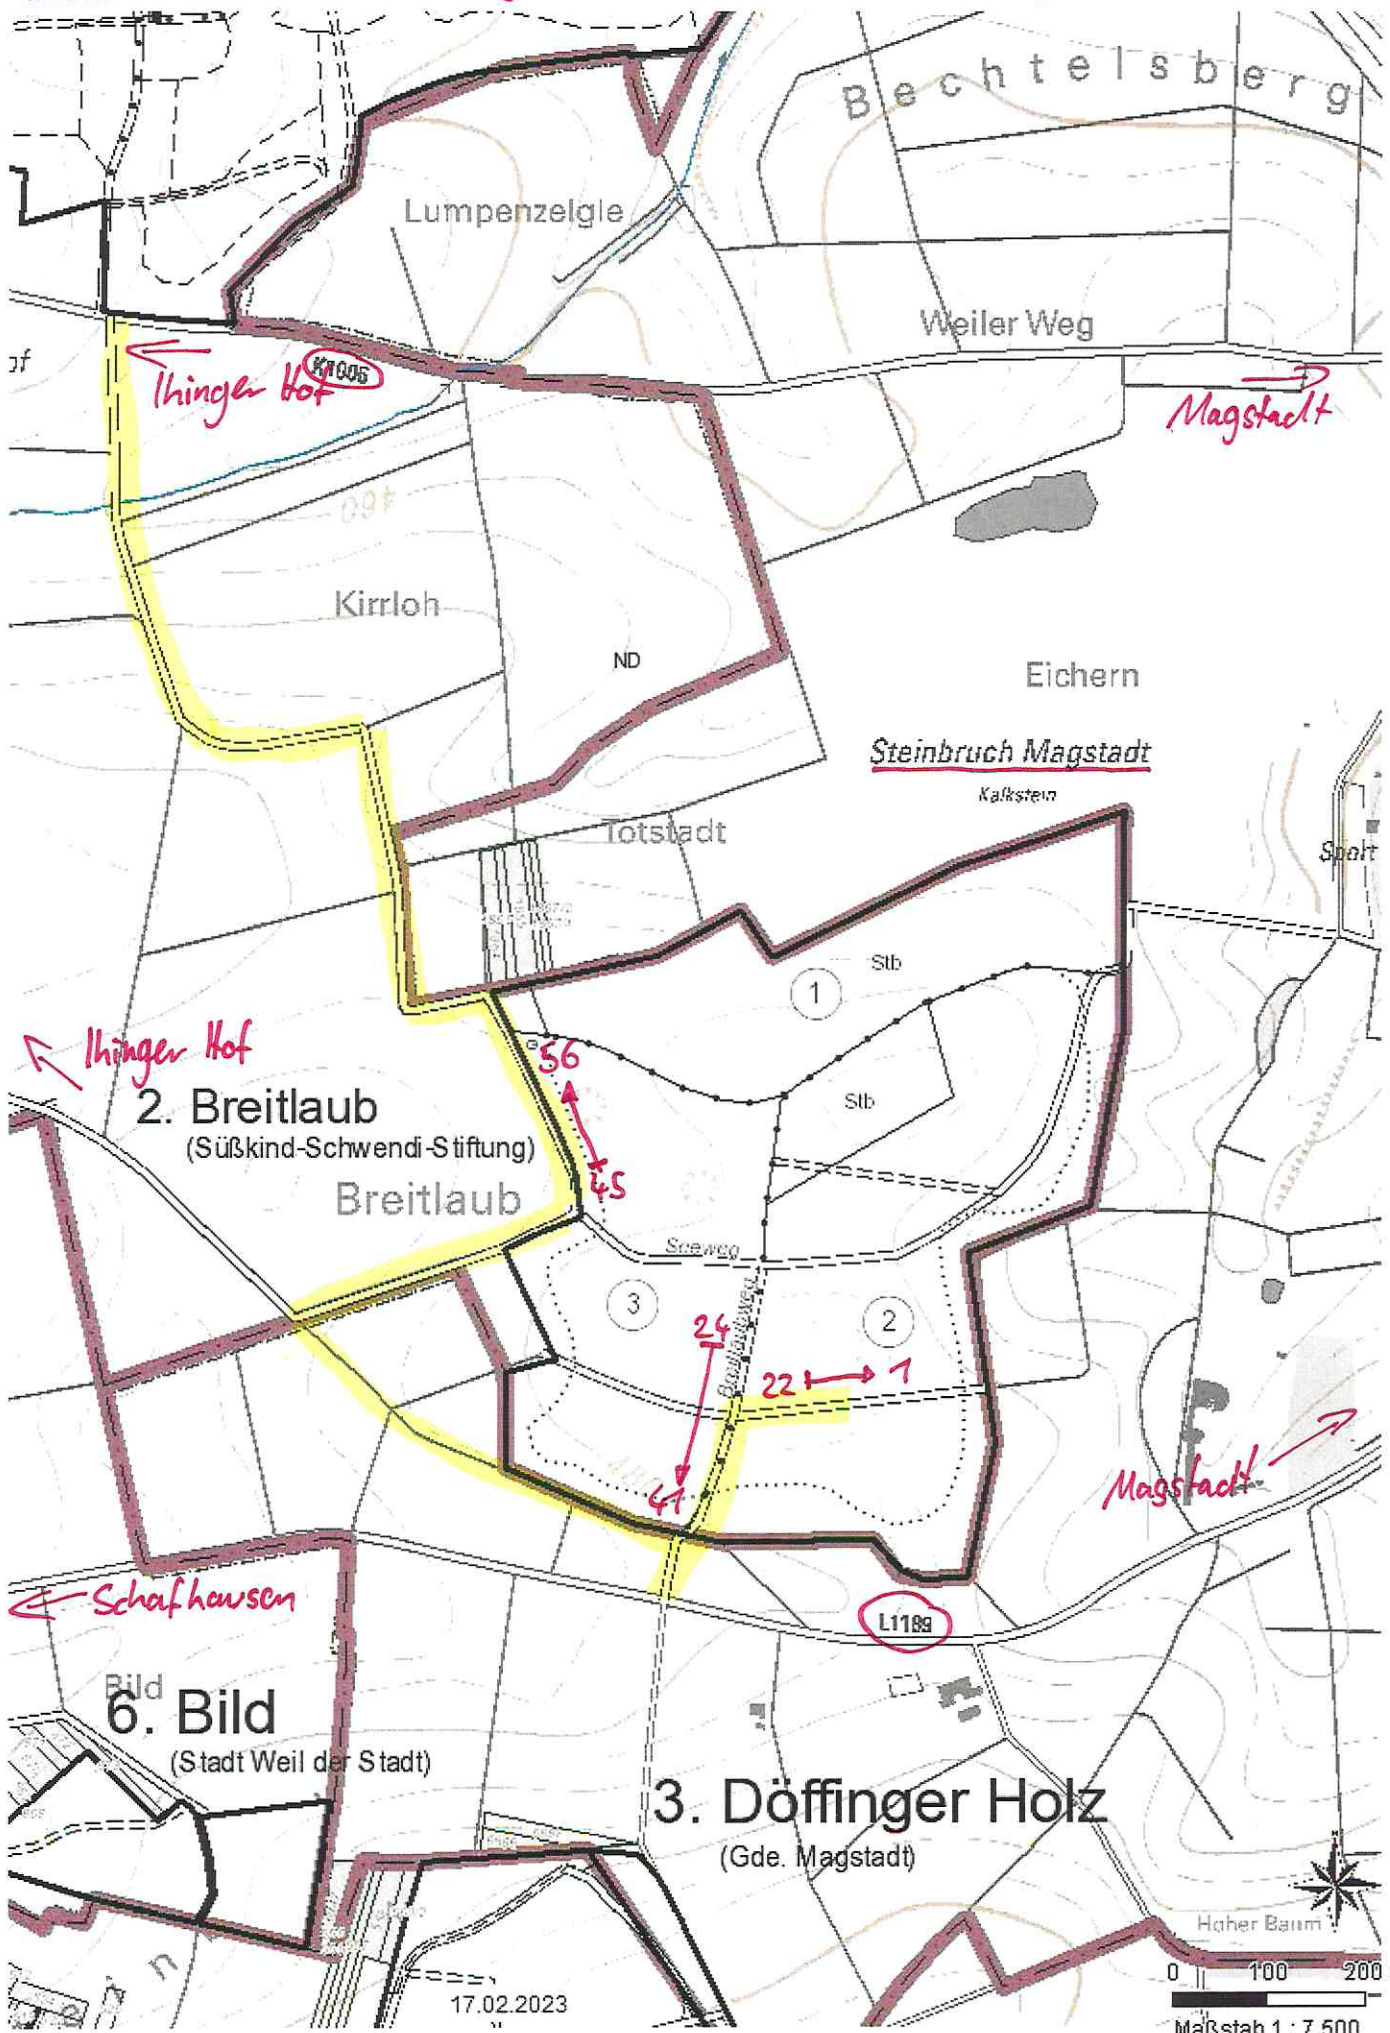 Bechtelsberg
Lumpenzelgle
Weiler Weg
of
K1006
Ihinger Hof
Magstadt
460
Kirrloh
ND
Eichern
Steinbruch Magstadt
Kalkstein
Totstadt
Sport
Stb
1
Ihinger Hof
56
2. Breitlaub
(Süßkind-Schwendi-Stiftung)
Stb
45
Breitlaub
Seeweg
3
2
24
22
1
41
Magstadt
Schafhausen
L1189
Bild
6. Bild
(Stadt Weil der Stadt)
3. Döffinger Holz
(Gde. Magstadt)
Hoher Baum
0 100 200
17.02.2023
Maßstab 1 : 7.500